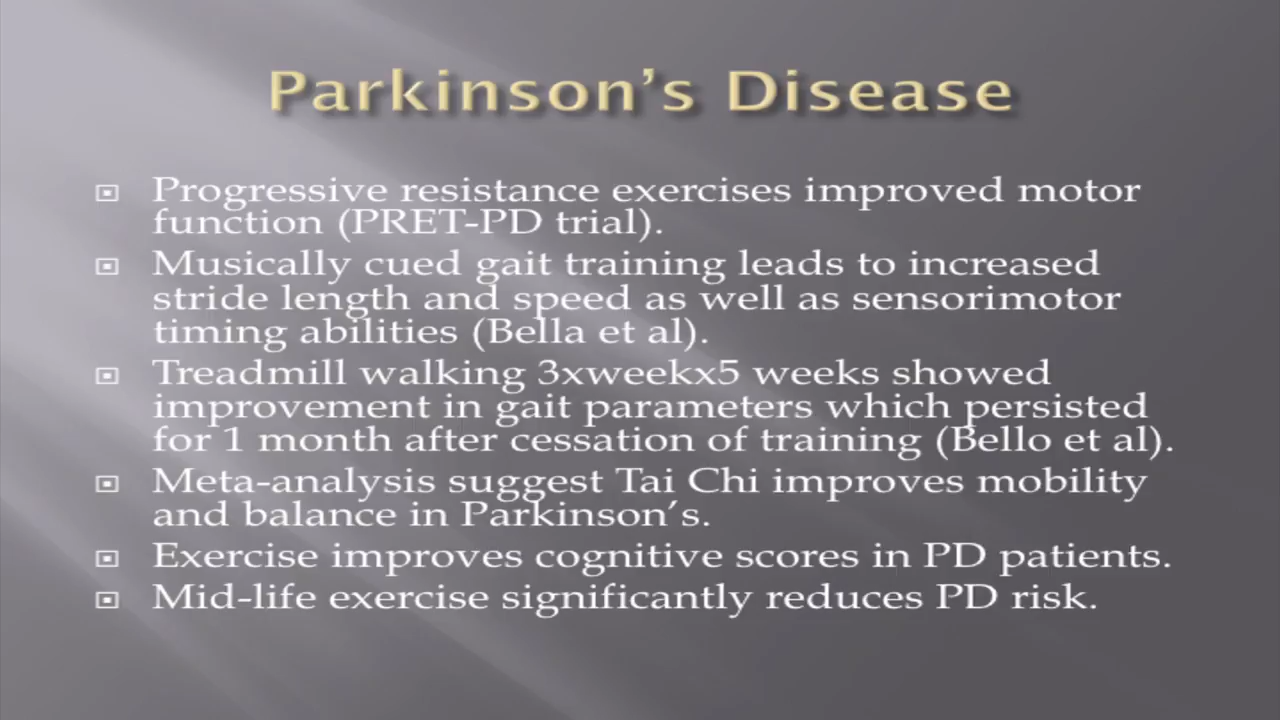 Parkinson's Disease
Progressive resistance exercises improved motor
function (PRET-PD trial).
Musically cued gait training leads to increased
stride length and speed as well as sensorimotor
timing abilities (Bella et al).
Treadmill walking 3xweekx5 weeks showed
improvement in gait parameters which persisted
for 1 month after cessation of training (Bello et al).
Meta-analysis suggest Tai Chi improves mobility
and balance in Parkinson's.
Exercise improves cognitive scores in PD patients.
Mid-life exercise significantly reduces PD risk.